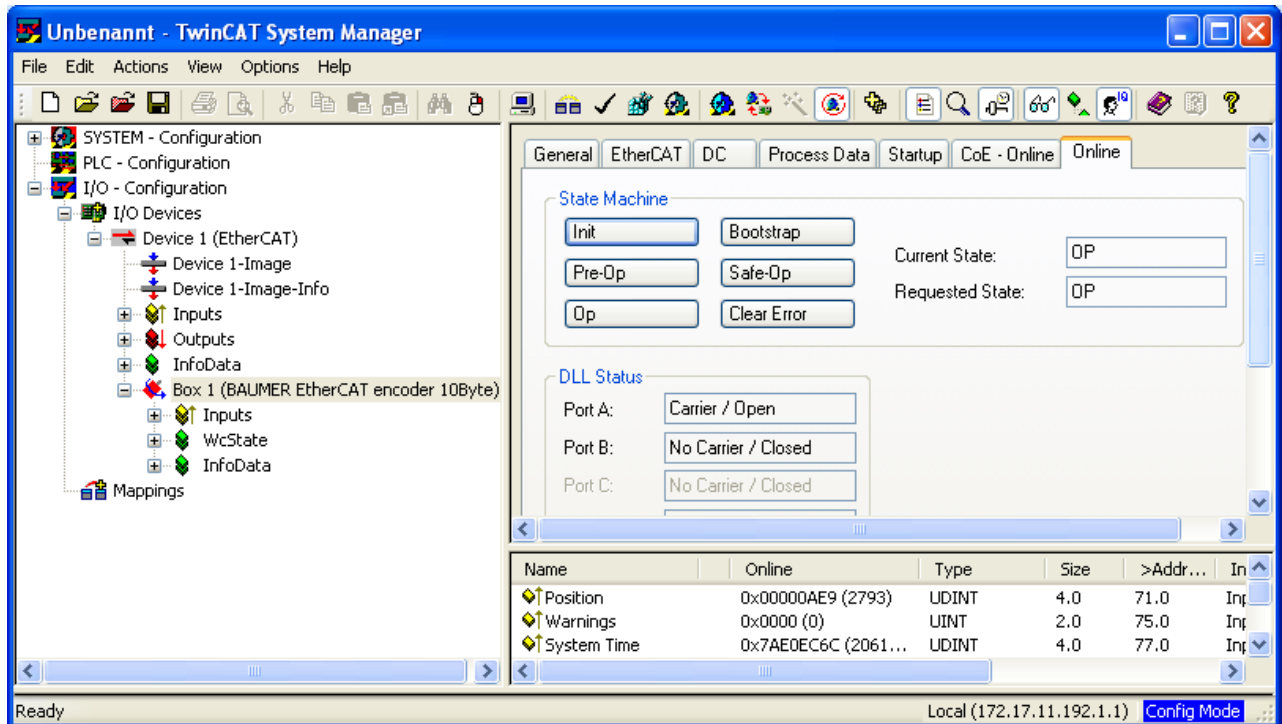 Unbenannt - TwinCAT System Manager
File Edit Actions View Options Help
SYSTEM - Configuration
PLC - Configuration
I/O - Configuration
I/O Devices
Device 1 (EtherCAT)
Device 1-Image
Device 1-Image-Info
Inputs
Outputs
InfoData
Box 1 (BAUMER EtherCAT encoder 10Byte)
Inputs
WcState
InfoData
Mappings
General EtherCAT DC Process Data Startup CoE - Online Online
State Machine
Init Bootstrap
Pre-Op Safe-Op
Op Clear Error
Current State: OP
Requested State: OP
DLL Status
Port A: Carrier / Open
Port B: No Carrier / Closed
Port C: No Carrier / Closed
Name Online Type Size >Addr... In
Position 0x00000AE9 (2793) UDINT 4.0 71.0 Inp
Warnings 0x0000 (0) UINT 2.0 75.0 Inp
System Time 0x7AE0EC6C (2061... UDINT 4.0 77.0 Inp
Ready Local (172.17.11.192.1.1) Config Mode